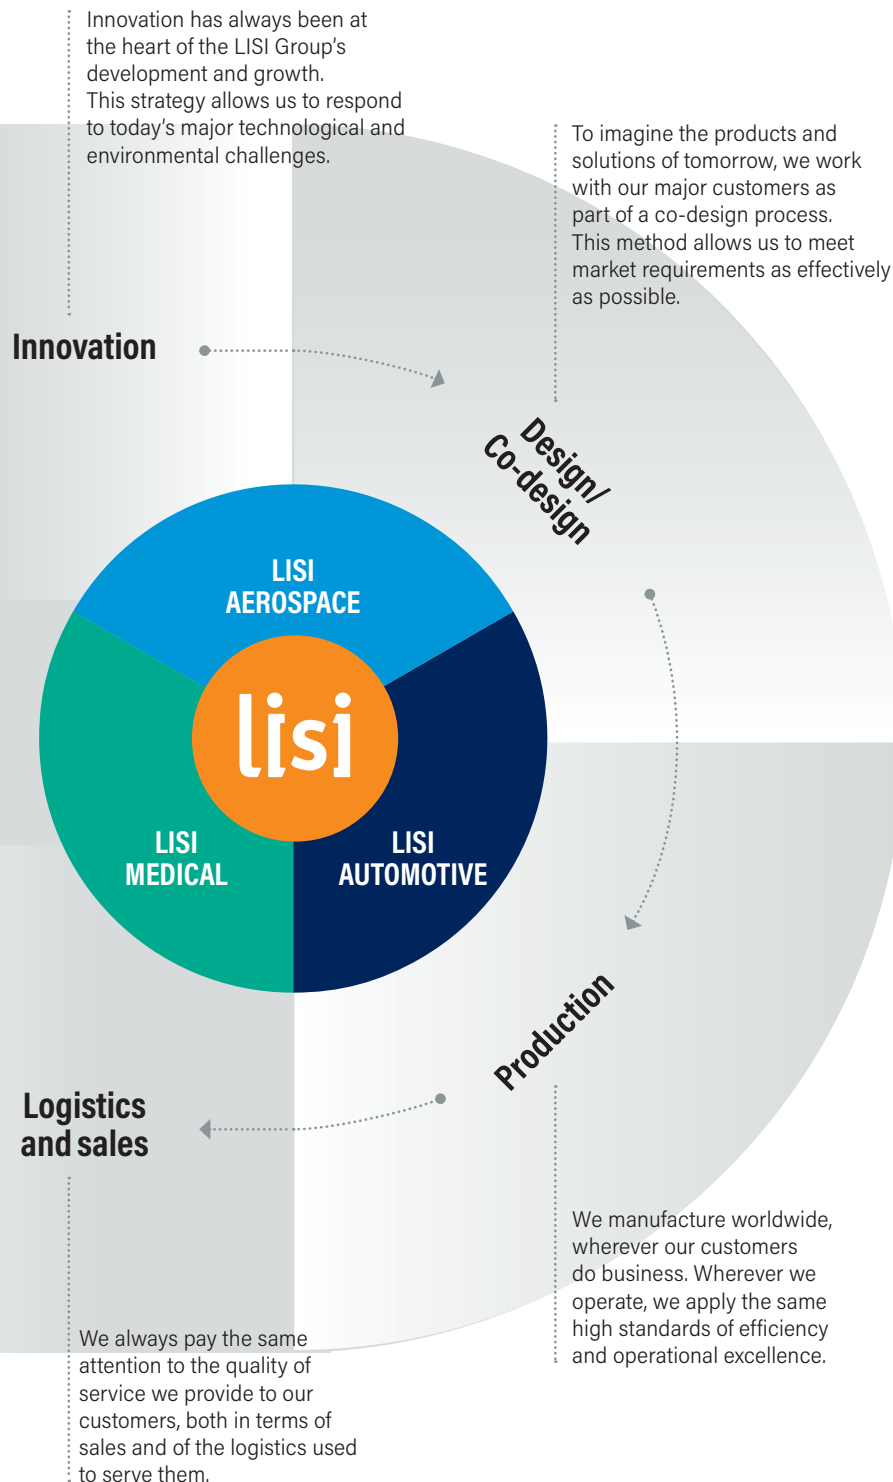 Innovation has always been at
the heart of the LISI Group's
development and growth.
This strategy allows us to respond
to today's major technological and
environmental challenges.
To imagine the products and
solutions of tomorrow, we work
with our major customers as
part of a co-design process.
This method allows us to meet
market requirements as effectively
as possible.
Innovation
Design/
Co-design
LISI
AEROSPACE
lisi
LISI
MEDICAL
LISI
AUTOMOTIVE
Production
Logistics
and sales
We manufacture worldwide,
wherever our customers
do business. Wherever we
operate, we apply the same
high standards of efficiency
and operational excellence.
We always pay the same
attention to the quality of
service we provide to our
customers, both in terms of
sales and of the logistics used
to serve them.